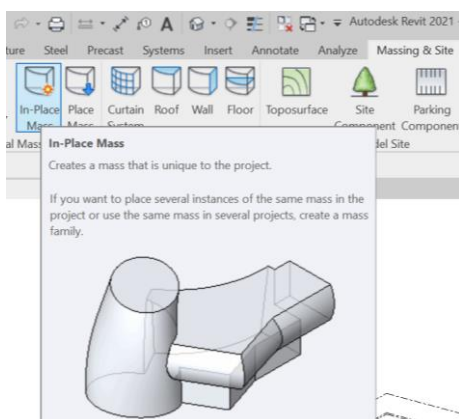 A Autodesk Revit 2021 -
ture Steel Precast Systems Insert Annotate Analyze Massing & Site
In-Place Place Curtain Roof Wall Floor Toposurface Site Parking
Mass Mass System Component Component
al Mass del Site
In-Place Mass
Creates a mass that is unique to the project.
If you want to place several instances of the same mass in the
project or use the same mass in several projects, create a mass
family.